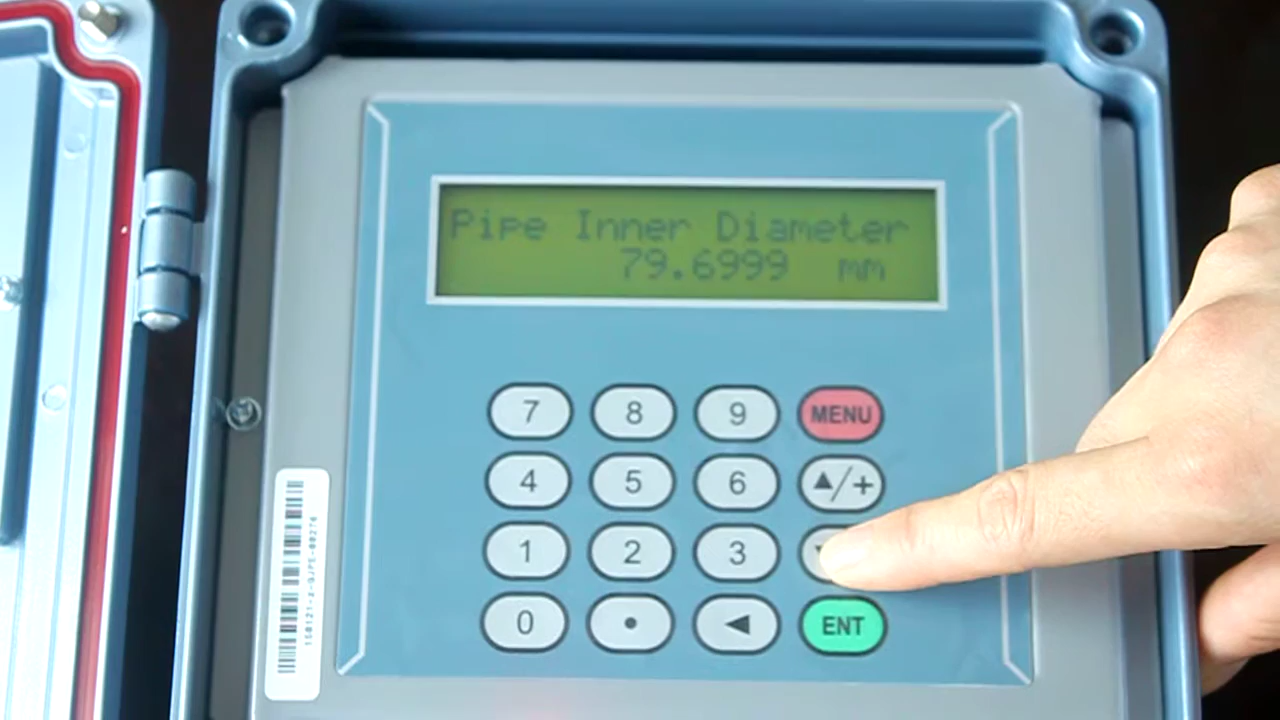 Pipe Inner Diameter
79.6999 mm
7 8 9 MENU
4 5 6 ▲/+
1 2 3
0 • ◀ ENT